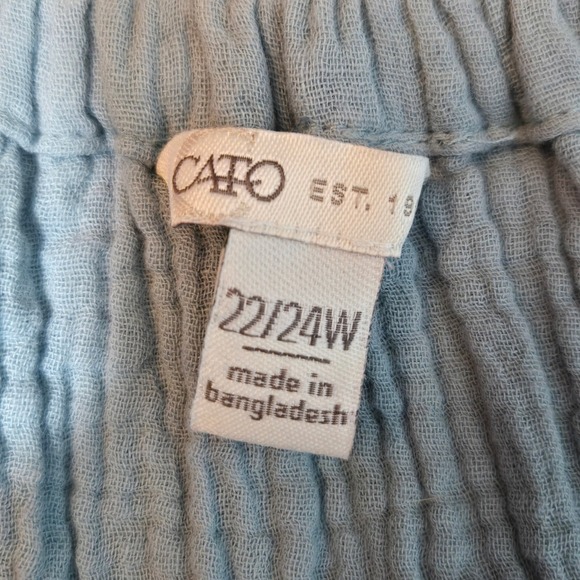 CATO EST. 19
22/24W
made in
bangladesh